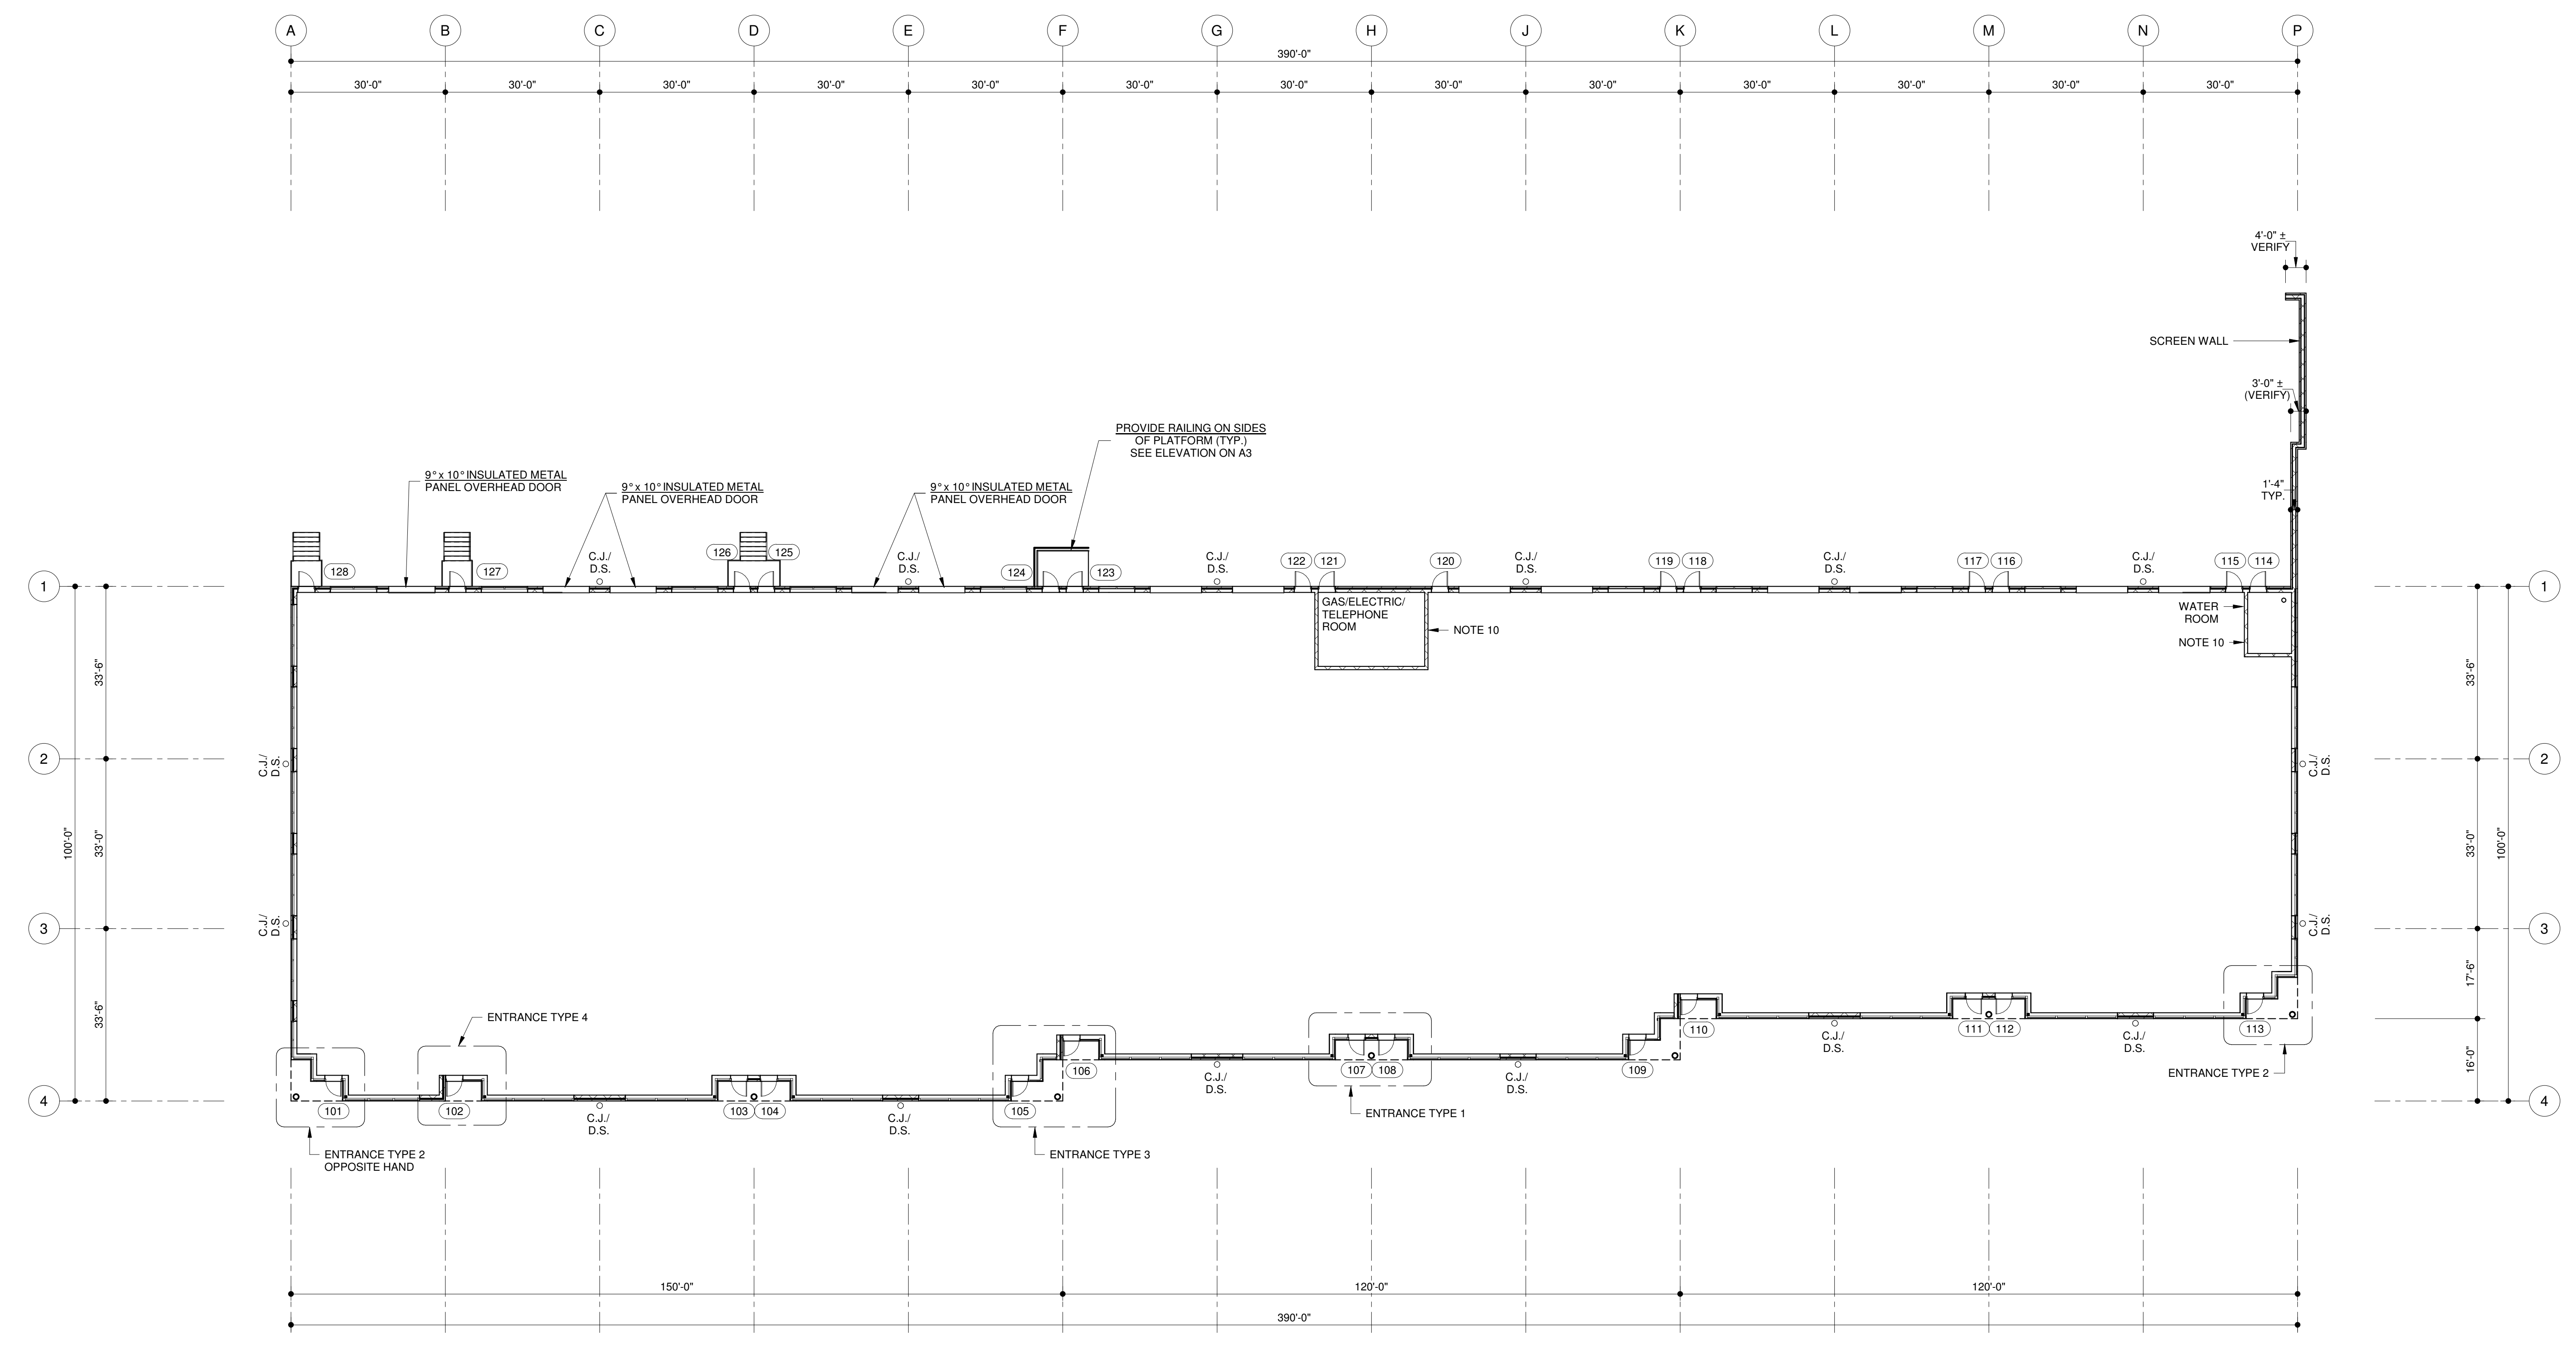 A B C D E F G H J K L M N P
390'-0"
30'-0" 30'-0" 30'-0" 30'-0" 30'-0" 30'-0" 30'-0" 30'-0" 30'-0" 30'-0" 30'-0" 30'-0" 30'-0"
4'-0" ±
VERIFY
SCREEN WALL
3'-0" ±
(VERIFY)
PROVIDE RAILING ON SIDES
OF PLATFORM (TYP.)
SEE ELEVATION ON A3
9° x 10° INSULATED METAL
PANEL OVERHEAD DOOR
9° x 10° INSULATED METAL
PANEL OVERHEAD DOOR
9° x 10° INSULATED METAL
PANEL OVERHEAD DOOR
1'-4"
TYP.
128
127
C.J./
D.S.
126
125
C.J./
D.S.
124
123
C.J./
D.S.
122
121
120
C.J./
D.S.
119
118
C.J./
D.S.
117
116
C.J./
D.S.
115
114
1
1
GAS/ELECTRIC/
TELEPHONE
ROOM
NOTE 10
WATER
ROOM
NOTE 10
33'-6"
33'-6"
2
C.J./
D.S.
C.J./
D.S.
2
100'-0"
33'-0"
33'-0"
100'-0"
3
C.J./
D.S.
C.J./
D.S.
3
33'-6"
17'-6"
16'-0"
ENTRANCE TYPE 4
110
111
112
113
C.J./
D.S.
C.J./
D.S.
106
107
108
109
ENTRANCE TYPE 2
C.J./
D.S.
C.J./
D.S.
4
4
101
102
103
104
105
C.J./
D.S.
C.J./
D.S.
ENTRANCE TYPE 1
ENTRANCE TYPE 2
OPPOSITE HAND
ENTRANCE TYPE 3
150'-0" 120'-0" 120'-0"
390'-0"